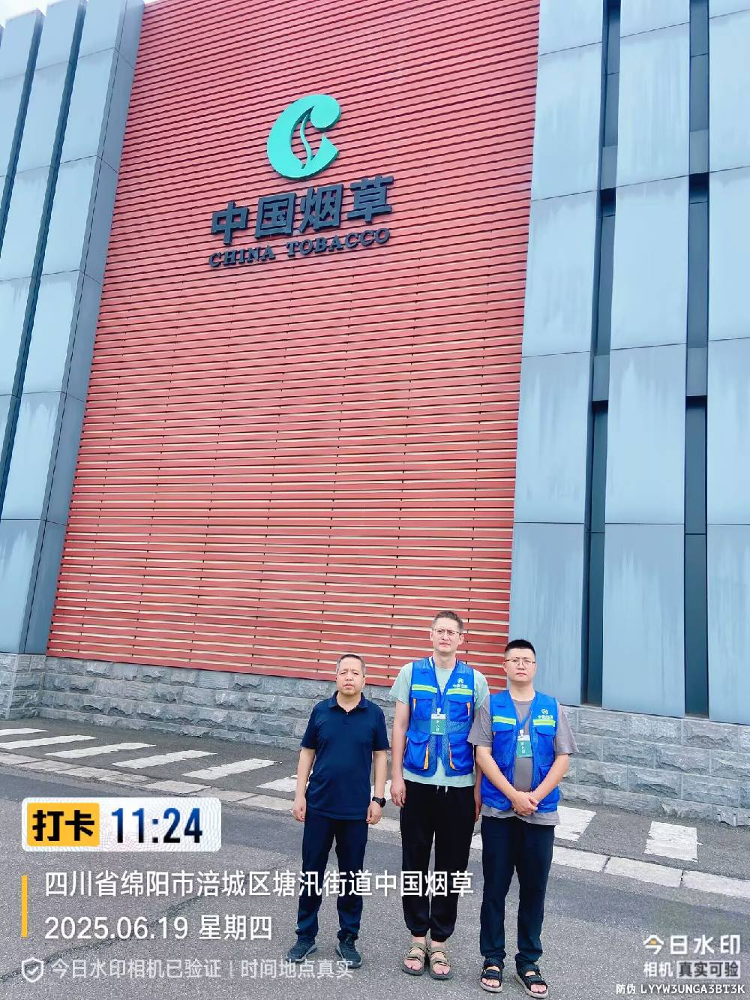 中国烟草
CHINA TOBACCO
打卡 11:24
四川省绵阳市涪城区塘汛街道中国烟草
2025.06.19 星期四
今日水印相机已验证 | 时间地点真实
今日水印
相机 真实可验
防伪 LYYW3UNGA3BT3K